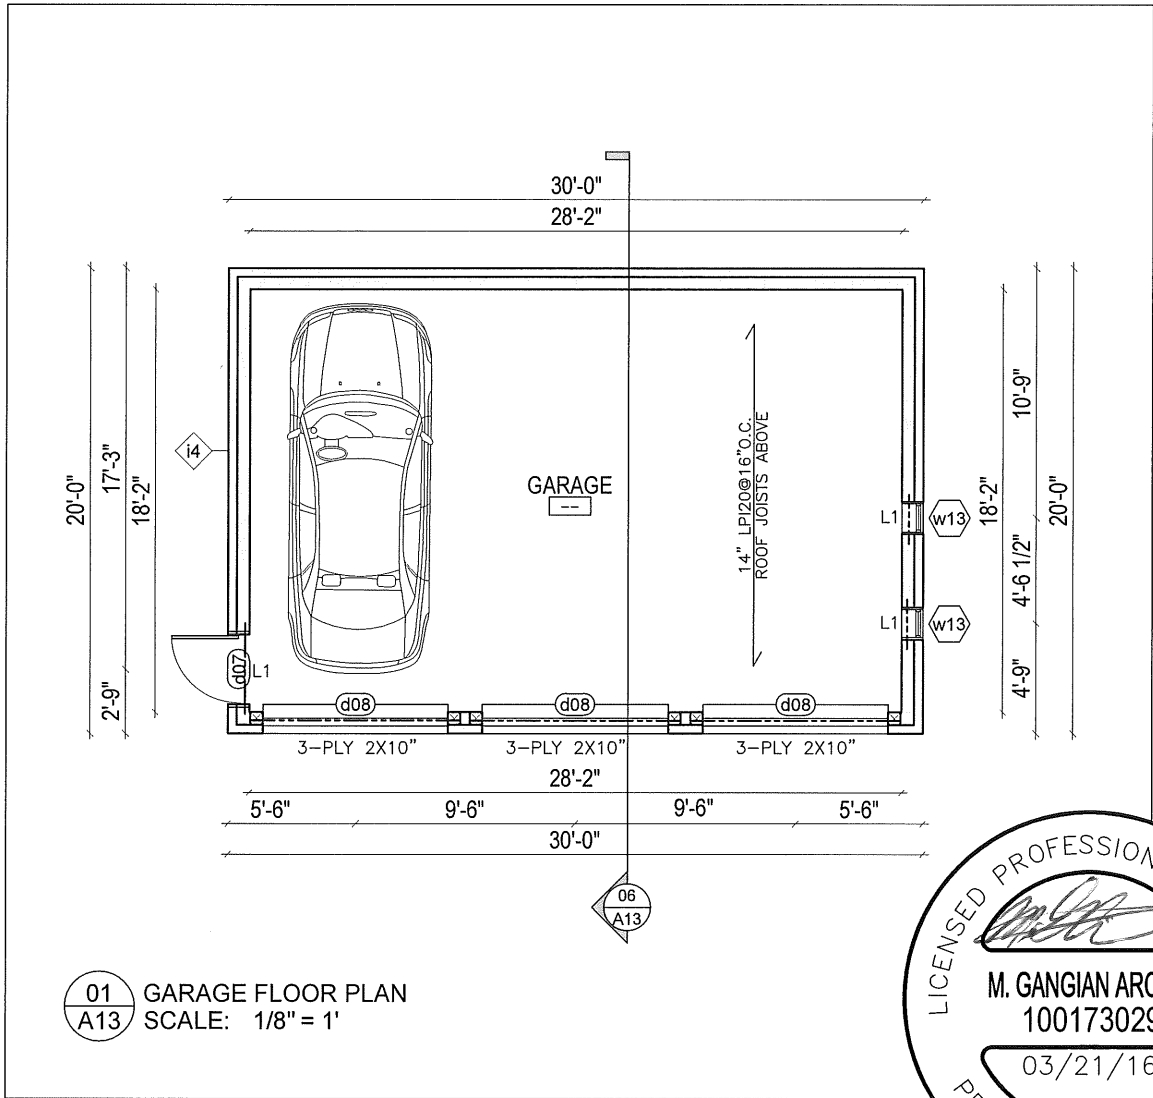 30'-0"
28'-2"
20'-0"
17'-3"
18'-2"
2'-9"
i4
GARAGE
--
14" LPI20@16"O.C.
ROOF JOISTS ABOVE
10'-9"
18'-2"
20'-0"
4'-6 1/2"
4'-9"
L1 w13
L1 w13
d07 L1
d08 d08 d08
3-PLY 2X10" 3-PLY 2X10" 3-PLY 2X10"
28'-2"
5'-6" 9'-6" 9'-6" 5'-6"
30'-0"
06
A13
01
A13
GARAGE FLOOR PLAN
SCALE: 1/8" = 1'
LICENSED PROFESSION
M. GANGIAN ARC
100173029
03/21/16